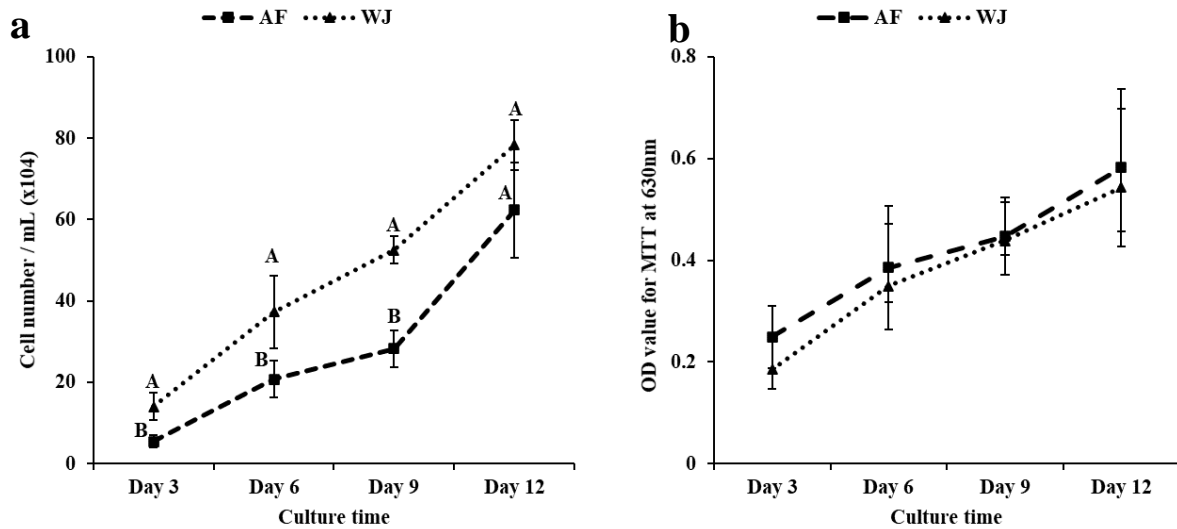 a
AF WJ
100
80
60
40
20
0
Cell number / mL (x104)
A
B
A
B
A
B
A
A
Day 3 Day 6 Day 9 Day 12
Culture time
b
AF WJ
0.8
0.6
0.4
0.2
0
OD value for MTT at 630nm
Day 3 Day 6 Day 9 Day 12
Culture time